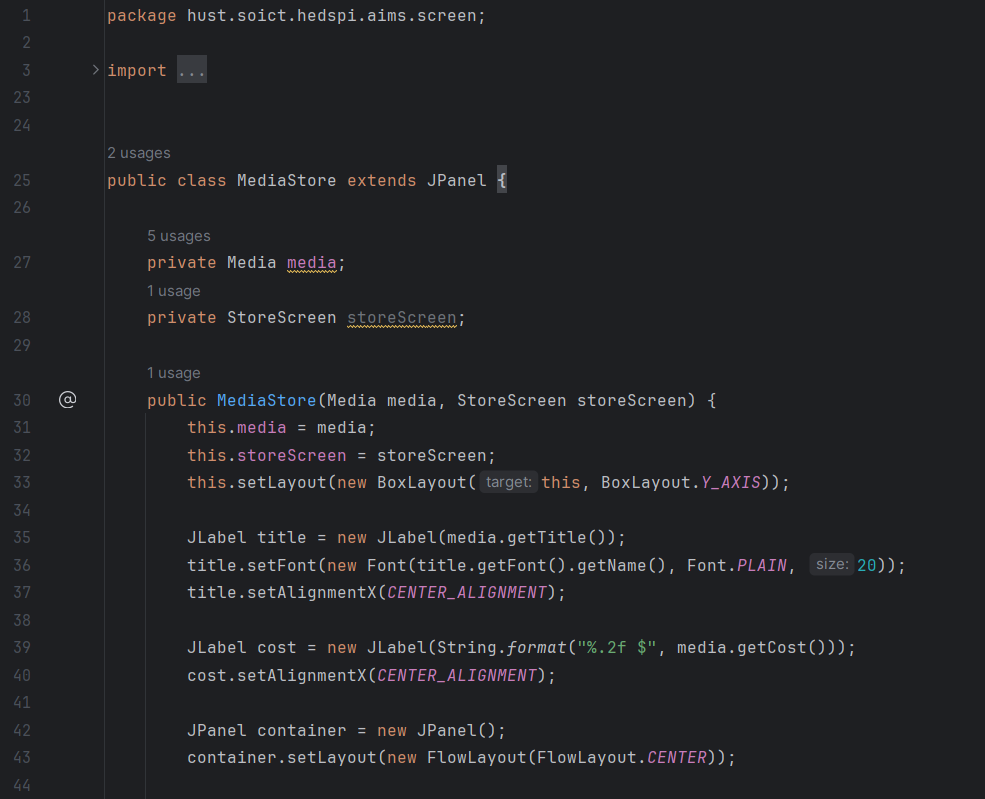 1 package hust.soict.hedspi.aims.screen;
2
3 > import ...
23
24
2 usages
25 public class MediaStore extends JPanel {
26
5 usages
27 private Media media;
1 usage
28 private StoreScreen storeScreen;
29
1 usage
30 @ public MediaStore(Media media, StoreScreen storeScreen) {
31 this.media = media;
32 this.storeScreen = storeScreen;
33 this.setLayout(new BoxLayout( target: this, BoxLayout.Y_AXIS));
34
35 JLabel title = new JLabel(media.getTitle());
36 title.setFont(new Font(title.getFont().getName(), Font.PLAIN, size: 20));
37 title.setAlignmentX(CENTER_ALIGNMENT);
38
39 JLabel cost = new JLabel(String.format("%.2f $", media.getCost()));
40 cost.setAlignmentX(CENTER_ALIGNMENT);
41
42 JPanel container = new JPanel();
43 container.setLayout(new FlowLayout(FlowLayout.CENTER));
44